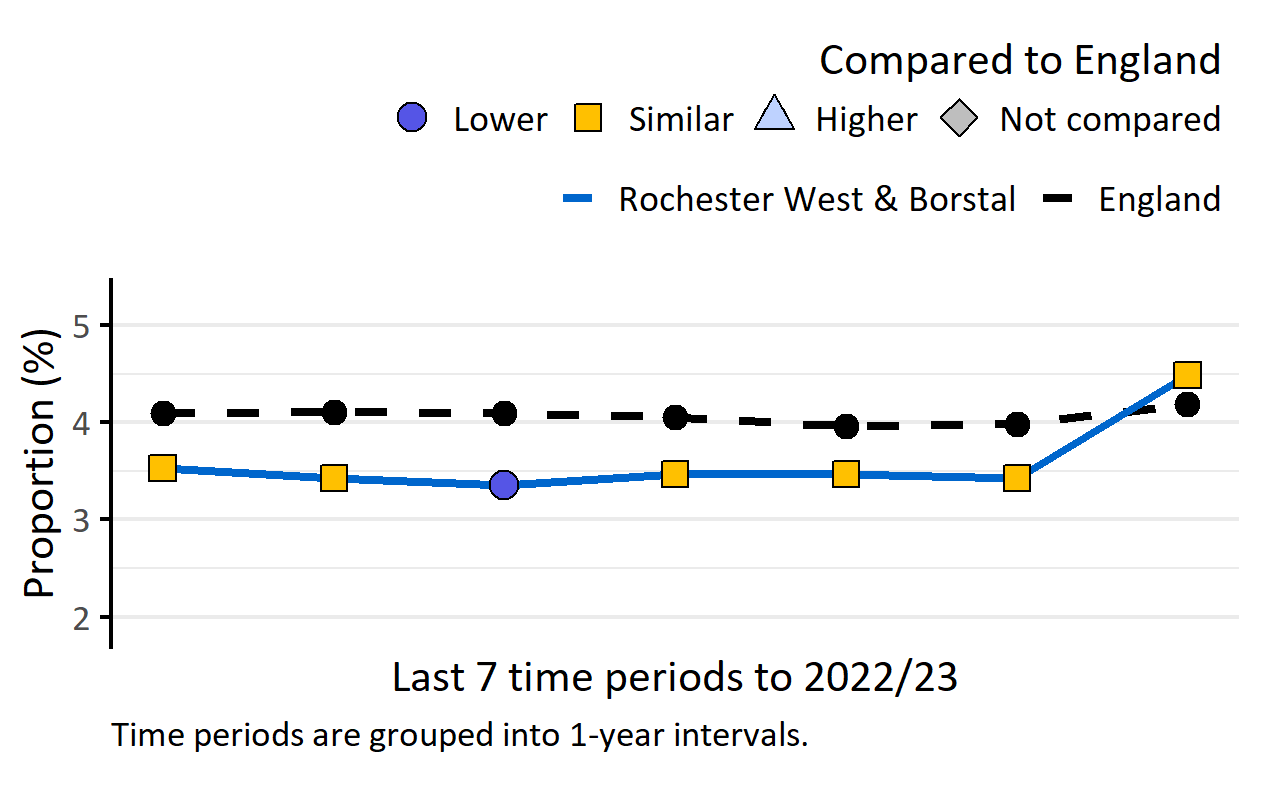 Compared to England
Lower Similar Higher Not compared
Rochester West & Borstal England
Proportion (%)
5
4
3
2
Last 7 time periods to 2022/23
Time periods are grouped into 1-year intervals.